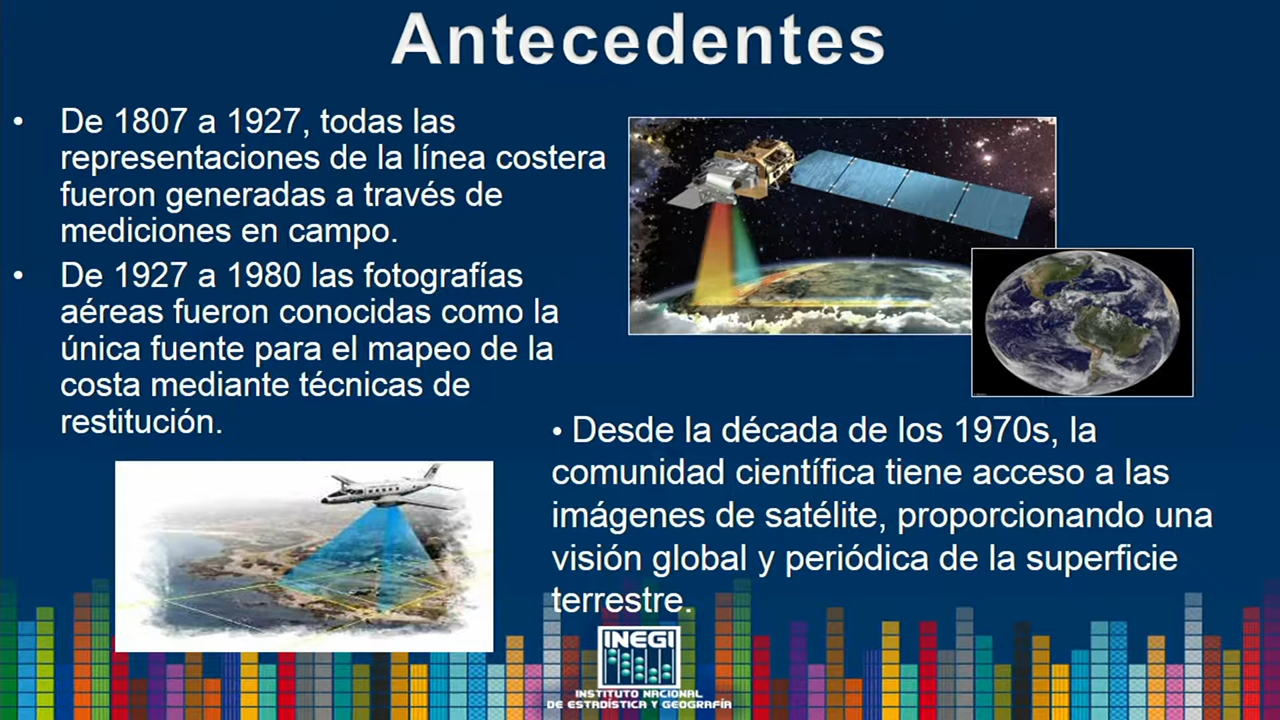 Antecedentes
• De 1807 a 1927, todas las
representaciones de la línea costera
fueron generadas a través de
mediciones en campo.
• De 1927 a 1980 las fotografías
aéreas fueron conocidas como la
única fuente para el mapeo de la
costa mediante técnicas de
restitución.
• Desde la década de los 1970s, la
comunidad científica tiene acceso a las
imágenes de satélite, proporcionando una
visión global y periódica de la superficie
terrestre.
INEGI
INSTITUTO NACIONAL
DE ESTADÍSTICA Y GEOGRAFÍA